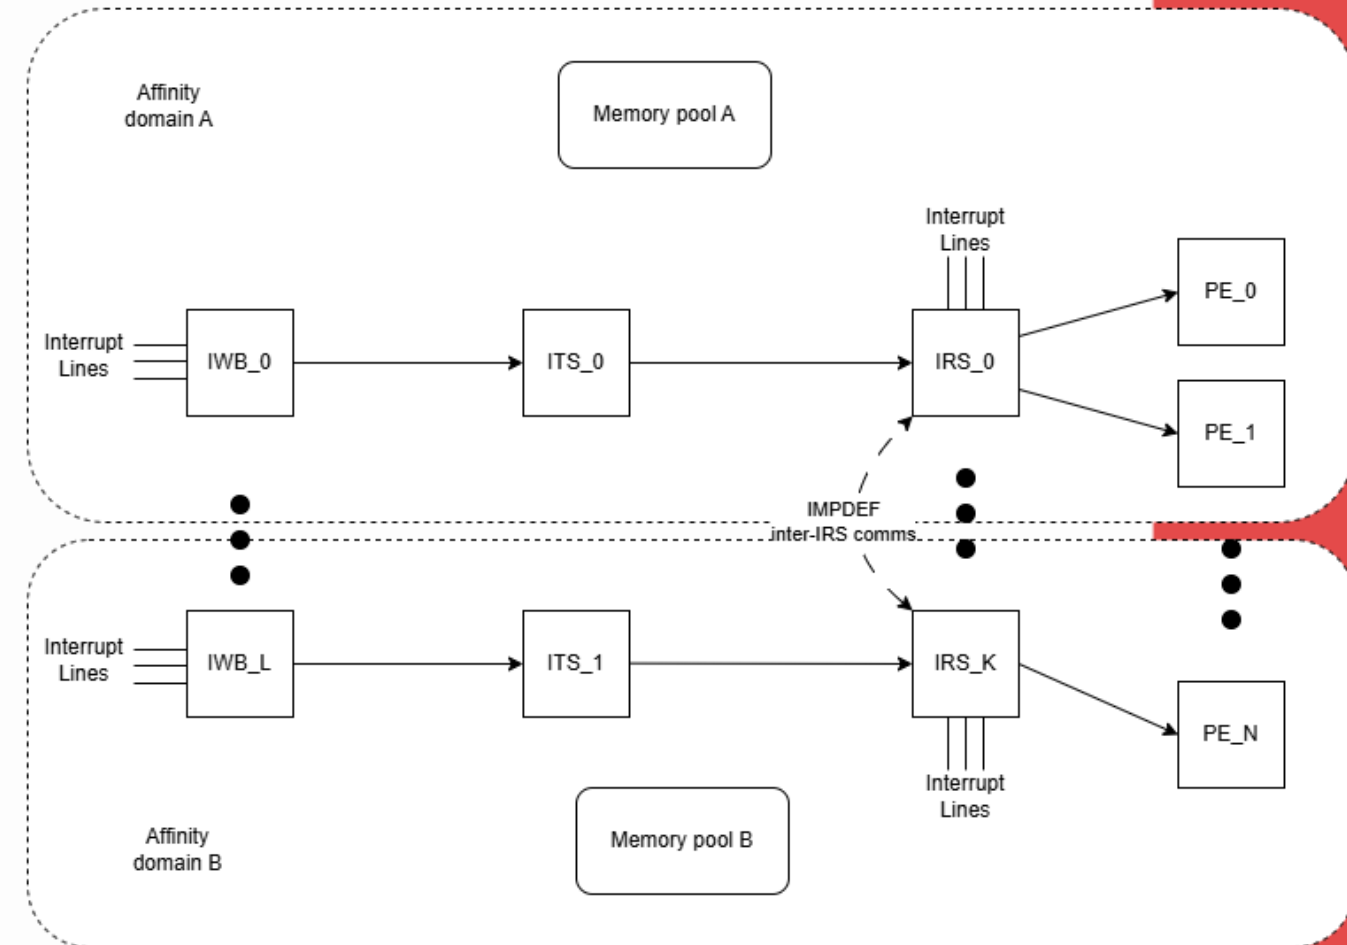 Affinity
domain A
Memory pool A
Interrupt
Lines
PE_0
Interrupt
Lines
IWB_0
ITS_0
IRS_0
PE_1
IMPDEF
inter-IRS comms
Interrupt
Lines
IWB_L
ITS_1
IRS_K
PE_N
Interrupt
Lines
Affinity
domain B
Memory pool B